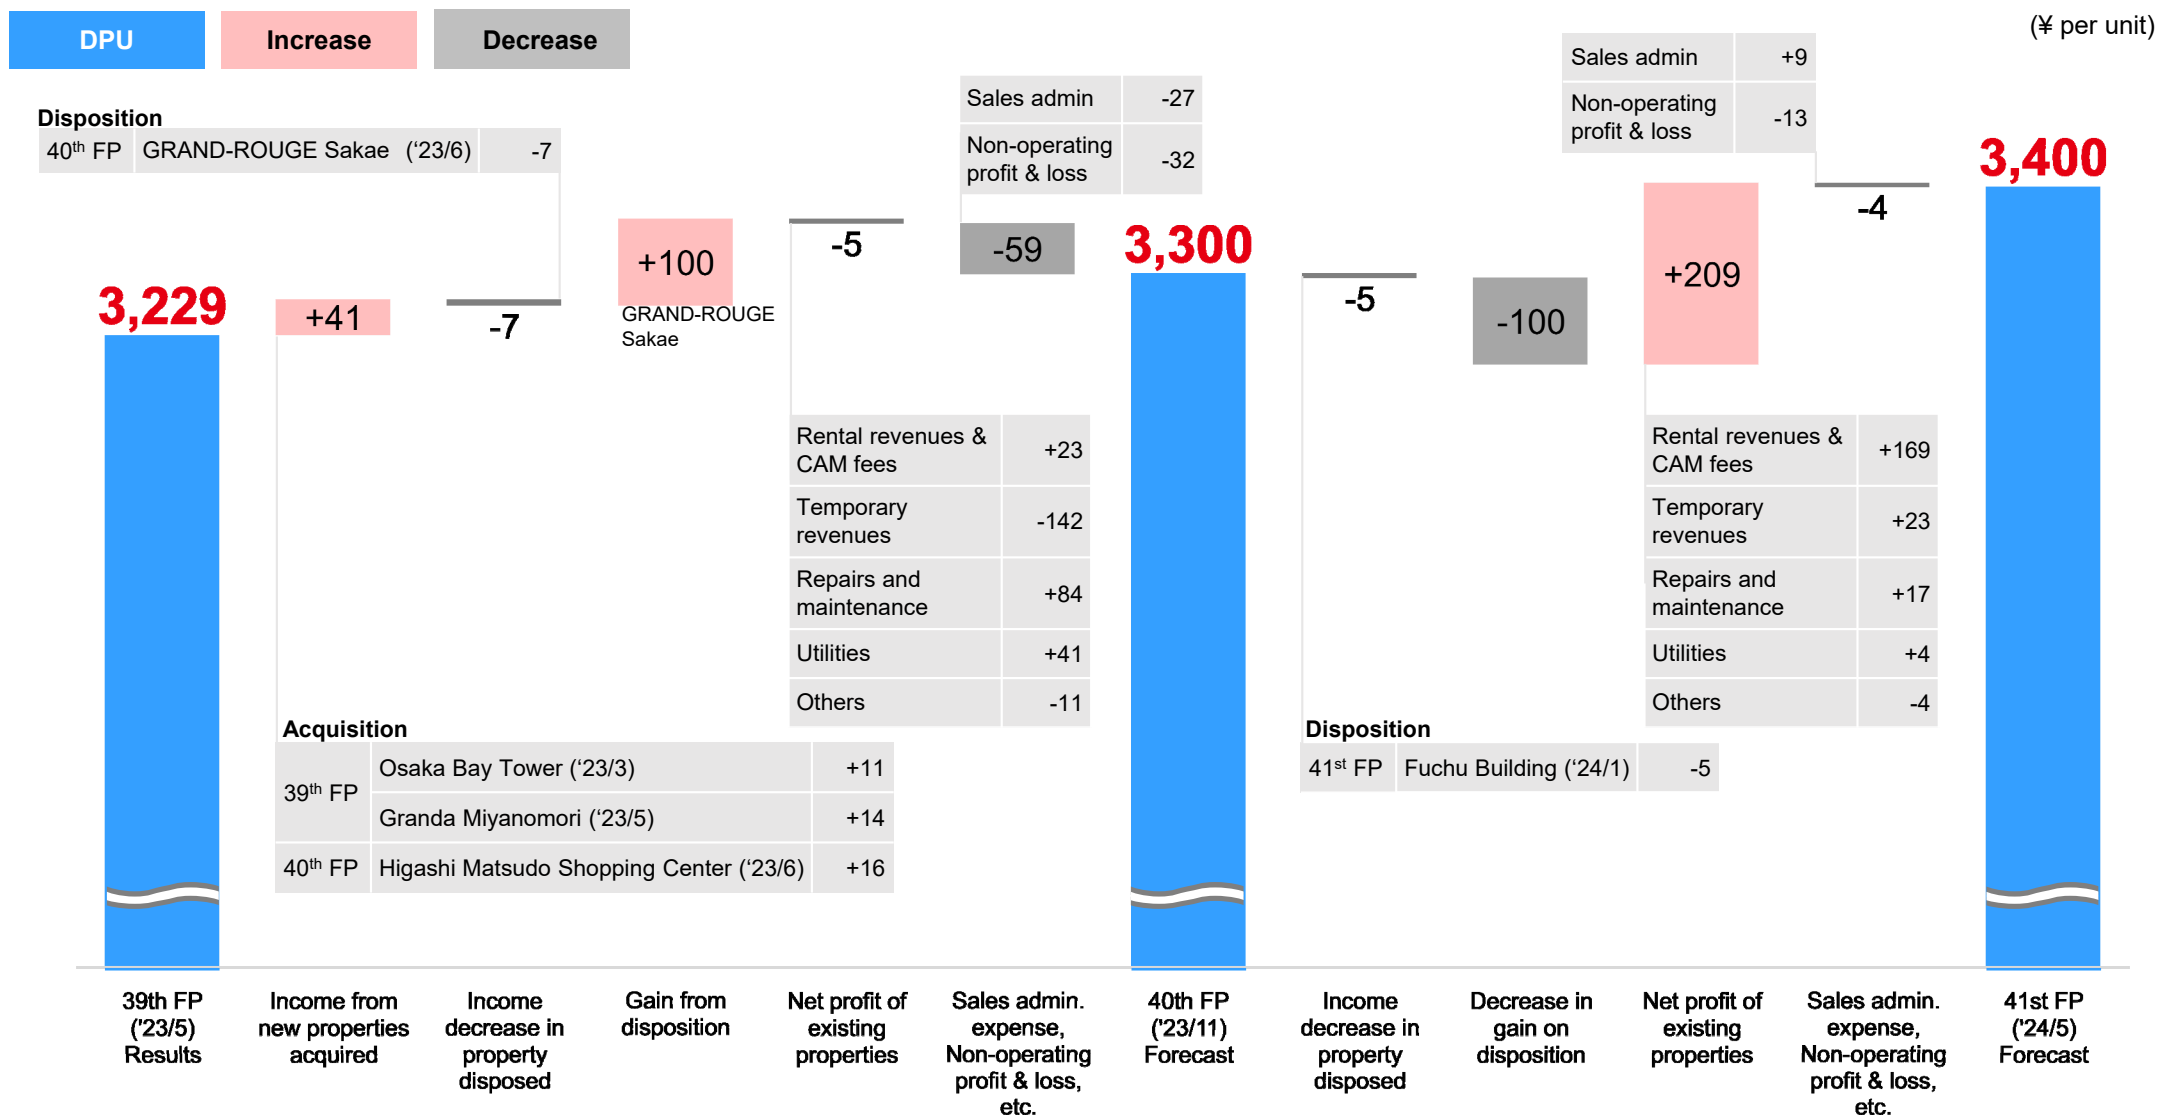 DPU
Increase
Decrease
(¥ per unit)
Disposition
40th FP GRAND-ROUGE Sakae (‘23/6) -7
Sales admin -27
Non-operating
profit & loss -32
Sales admin +9
Non-operating
profit & loss -13
3,229
+41
-7
+100
GRAND-ROUGE
Sakae
-5
-59
3,300
-5
-100
+209
-4
3,400
Rental revenues &
CAM fees +23
Temporary
revenues -142
Repairs and
maintenance +84
Utilities +41
Others -11
Rental revenues &
CAM fees +169
Temporary
revenues +23
Repairs and
maintenance +17
Utilities +4
Others -4
Acquisition
39th FP
Osaka Bay Tower (‘23/3) +11
Granda Miyanomori (‘23/5) +14
40th FP Higashi Matsudo Shopping Center (‘23/6) +16
Disposition
41st FP Fuchu Building (‘24/1) -5
39th FP
('23/5)
Results
Income from
new properties
acquired
Income
decrease in
property
disposed
Gain from
disposition
Net profit of
existing
properties
Sales admin.
expense,
Non-operating
profit & loss,
etc.
40th FP
('23/11)
Forecast
Income
decrease in
property
disposed
Decrease in
gain on
disposition
Net profit of
existing
properties
Sales admin.
expense,
Non-operating
profit & loss,
etc.
41st FP
('24/5)
Forecast